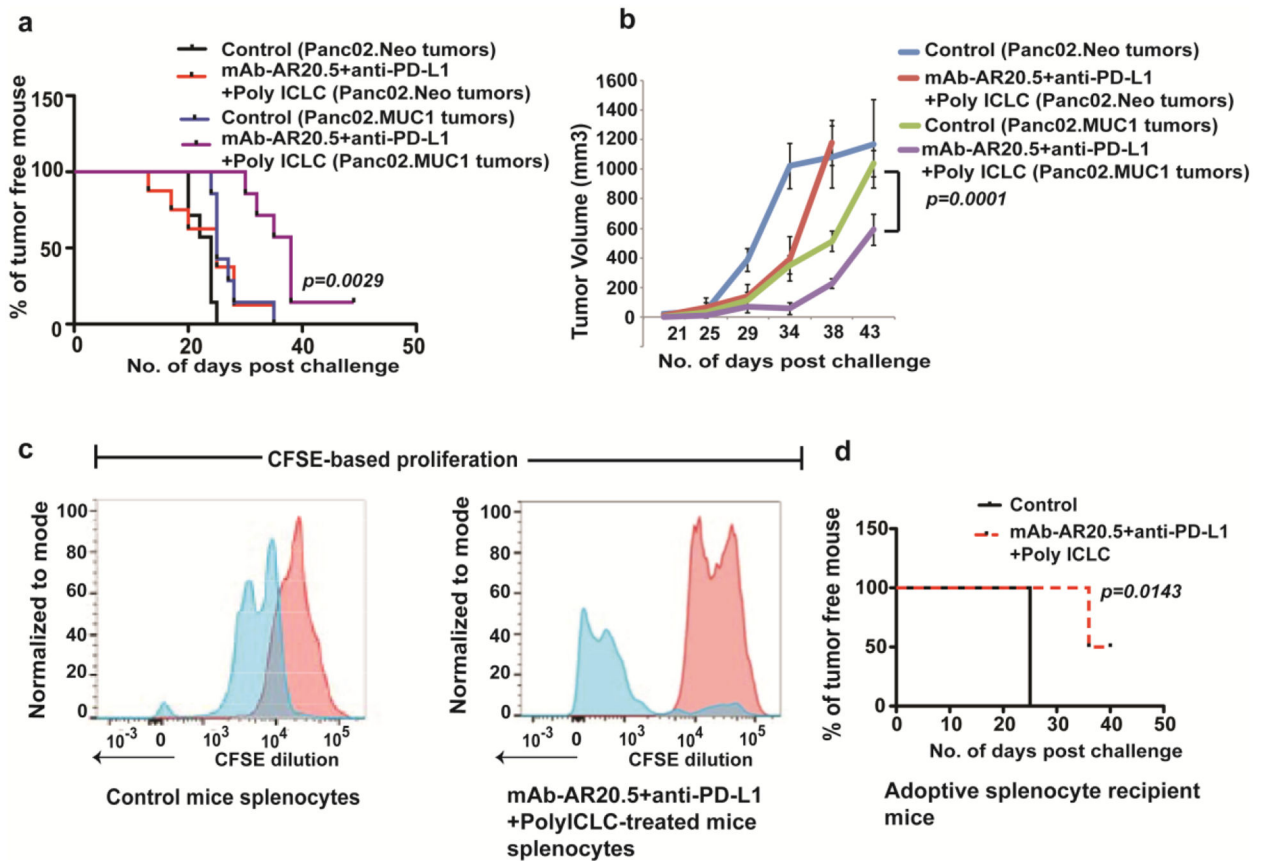 a
Control (Panc02.Neo tumors)
mAb-AR20.5+anti-PD-L1
+Poly ICLC (Panc02.Neo tumors)
Control (Panc02.MUC1 tumors)
mAb-AR20.5+anti-PD-L1
+Poly ICLC (Panc02.MUC1 tumors)
% of tumor free mouse
150
100
50
0
0 20 40 50
p=0.0029
No. of days post challenge
b
Control (Panc02.Neo tumors)
mAb-AR20.5+anti-PD-L1
+Poly ICLC (Panc02.Neo tumors)
Control (Panc02.MUC1 tumors)
mAb-AR20.5+anti-PD-L1
+Poly ICLC (Panc02.MUC1 tumors)
p=0.0001
Tumor Volume (mm3)
1600
1400
1200
1000
800
600
400
200
0
21 25 29 34 38 43
No. of days post challenge
c
CFSE-based proliferation
Normalized to mode
100
80
60
40
20
0
10-3 0 10-3 104 105
CFSE dilution
Control mice splenocytes
Normalized to mode
100
80
60
40
20
0
10-3 0 103 104 105
CFSE dilution
mAb-AR20.5+anti-PD-L1
+PolyICLC-treated mice
splenocytes
d
Control
mAb-AR20.5+anti-PD-L1
+Poly ICLC
% of tumor free mouse
150
100
50
0
p=0.0143
0 10 20 30 40 50
No. of days post challenge
Adoptive splenocyte recipient
mice